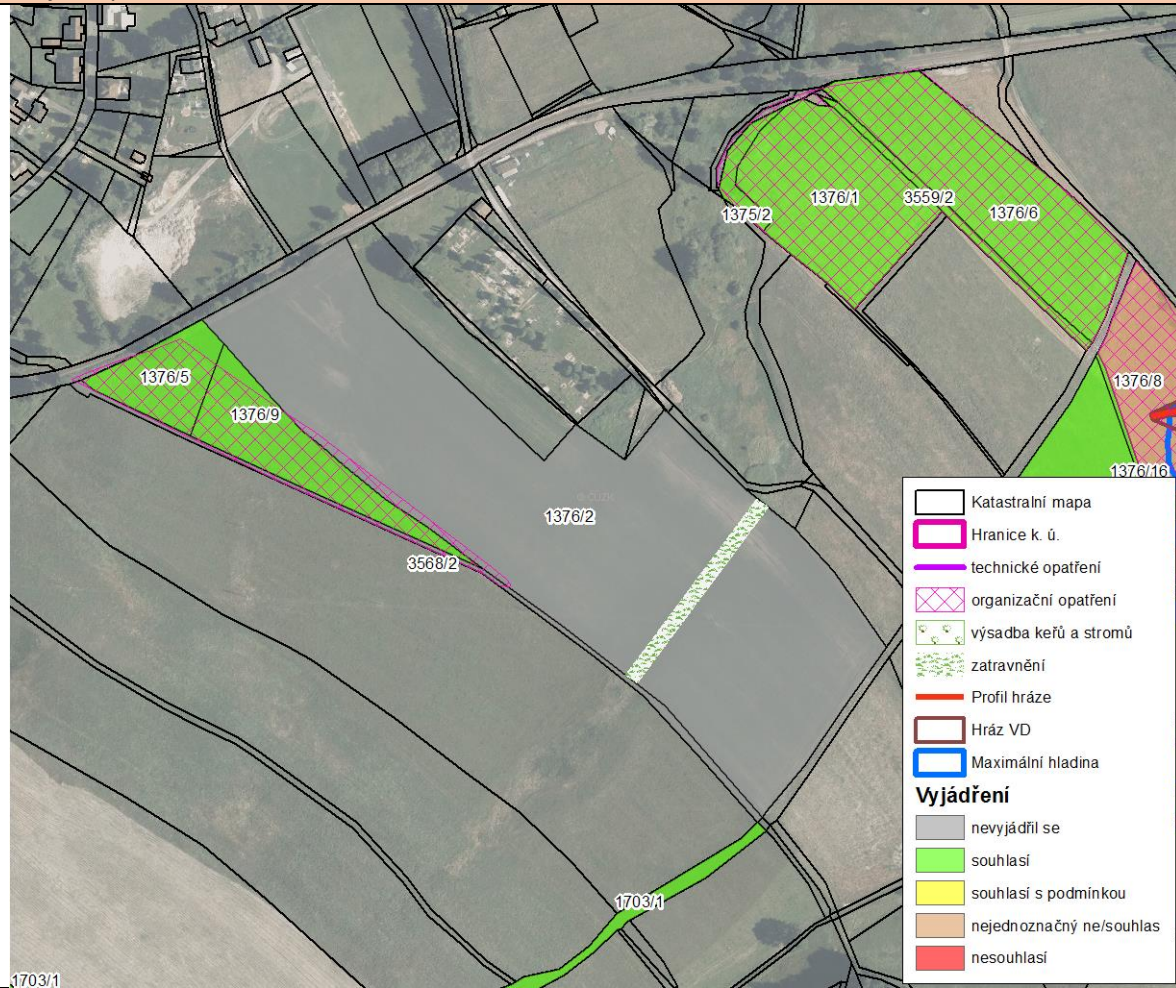 1376/1
3559/2
1376/6
1375/2
1376/5
1376/8
1376/9
1376/16
1376/2
3568/2
1703/1
1703/1
Katastralní mapa
Hranice k. ú.
technické opatření
organizační opatření
výsadba keřů a stromů
zatravnění
Profil hráze
Hráz VD
Maximální hladina
Vyjádření
nevyjádřil se
souhlasí
souhlasí s podmínkou
nejednoznačný ne/souhlas
nesouhlasí